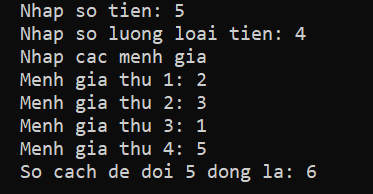 Nhap so tien: 5
Nhap so luong loai tien: 4
Nhap cac menh gia
Menh gia thu 1: 2
Menh gia thu 2: 3
Menh gia thu 3: 1
Menh gia thu 4: 5
So cach de doi 5 dong la: 6